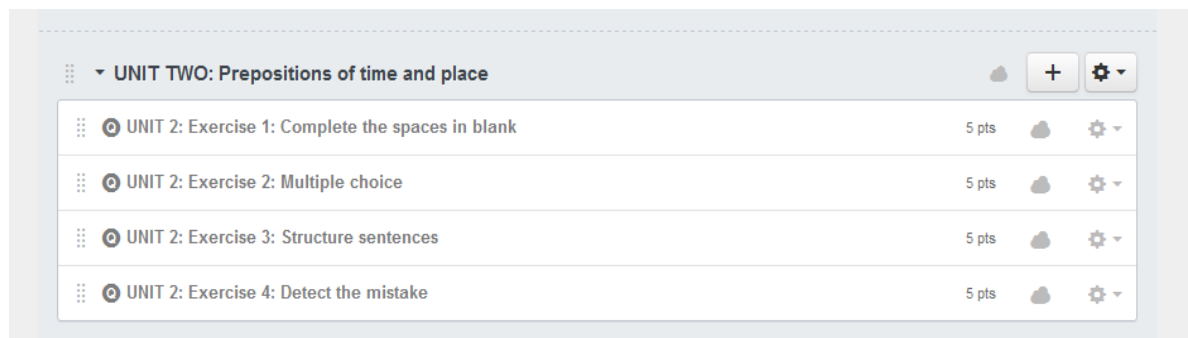 UNIT TWO: Prepositions of time and place
UNIT 2: Exercise 1: Complete the spaces in blank 5 pts
UNIT 2: Exercise 2: Multiple choice 5 pts
UNIT 2: Exercise 3: Structure sentences 5 pts
UNIT 2: Exercise 4: Detect the mistake 5 pts